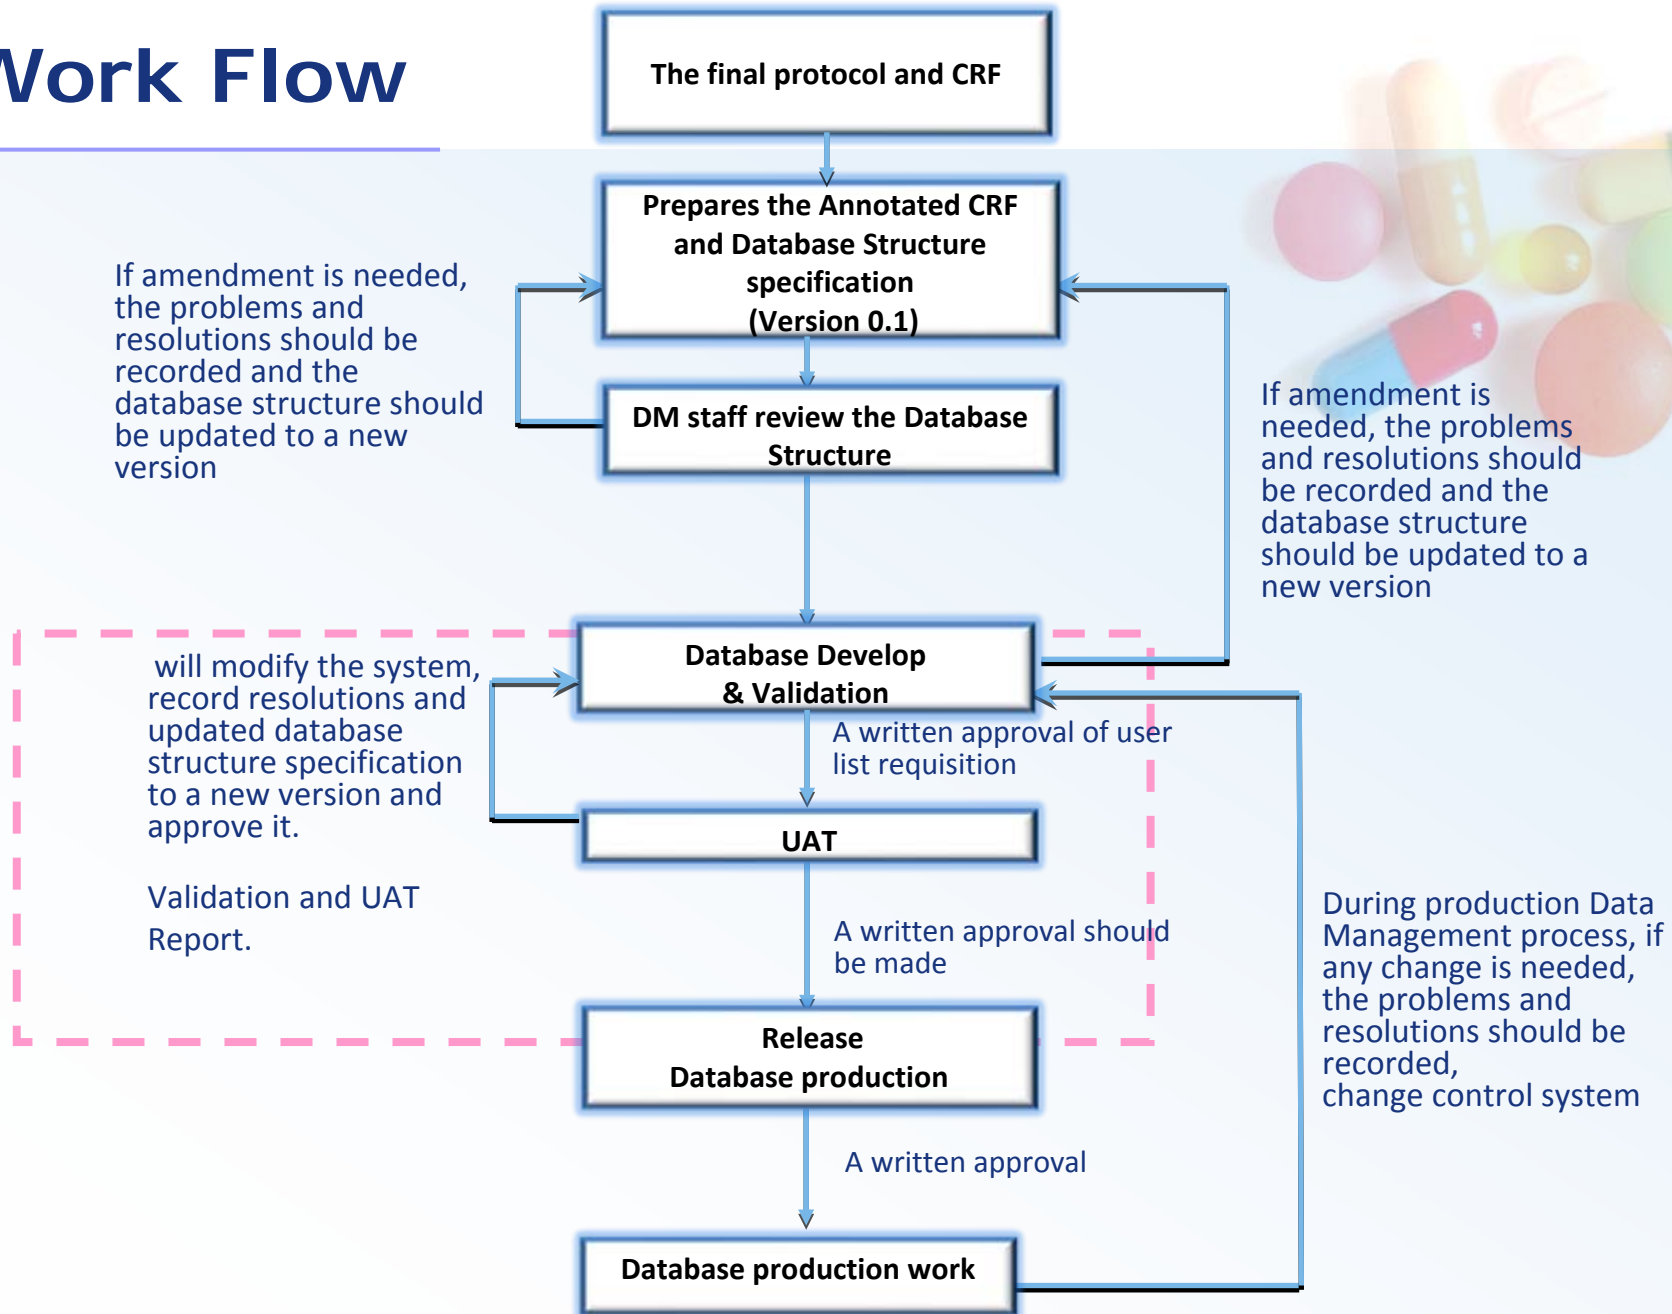 Work Flow
The final protocol and CRF
Prepares the Annotated CRF
and Database Structure
specification
(Version 0.1)
If amendment is needed,
the problems and
resolutions should be
recorded and the
database structure should
be updated to a new
version
DM staff review the Database
Structure
If amendment is
needed, the problems
and resolutions should
be recorded and the
database structure
should be updated to a
new version
Database Develop
& Validation
will modify the system,
record resolutions and
updated database
structure specification
to a new version and
approve it.
Validation and UAT
Report.
A written approval of user
list requisition
UAT
A written approval should
be made
Release
Database production
During production Data
Management process, if
any change is needed,
the problems and
resolutions should be
recorded,
change control system
A written approval
Database production work